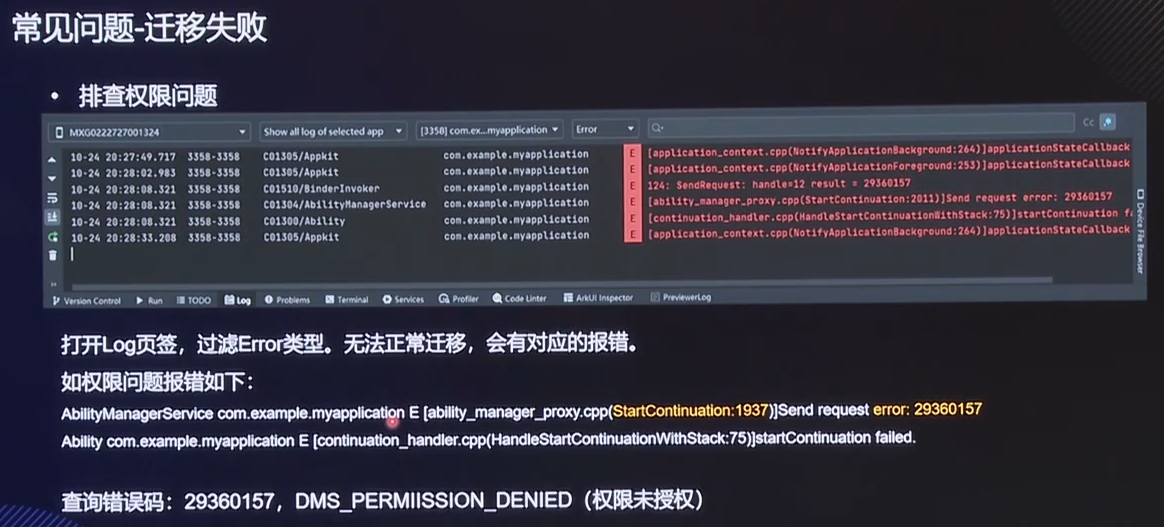 常见问题-迁移失败
• 排查权限问题
MXG0222727001324 Show all log of selected app [3358] com.ex...myapplication Error Q- Cc .*
10-24 20:27:49.717 3358-3358 C01305/Appkit com.example.myapplication E [application_context.cpp(NotifyApplicationBackground:264)]applicationStateCallback
10-24 20:28:02.983 3358-3358 C01305/Appkit com.example.myapplication E [application_context.cpp(NotifyApplicationForeground:253)]applicationStateCallback
10-24 20:28:08.321 3358-3358 C01510/BinderInvoker com.example.myapplication E 124: SendRequest: handle=12 result = 29360157
10-24 20:28:08.321 3358-3358 C01304/AbilityManagerService com.example.myapplication E [ability_manager_proxy.cpp(StartContinuation:2011)]Send request error: 29360157
10-24 20:28:08.321 3358-3358 C01300/Ability com.example.myapplication E [continuation_handler.cpp(HandleStartContinuationWithStack:75)]startContinuation fa
10-24 20:28:33.208 3358-3358 C01305/Appkit com.example.myapplication E [application_context.cpp(NotifyApplicationBackground:264)]applicationStateCallback
Device File Browser
Version Control Run TODO Log Problems Terminal Services Profiler Code Linter ArkUI Inspector PreviewerLog
打开Log页签，过滤Error类型。无法正常迁移，会有对应的报错。
如权限问题报错如下：
AbilityManagerService com.example.myapplication E [ability_manager_proxy.cpp(StartContinuation:1937)]Send request error: 29360157
Ability com.example.myapplication E [continuation_handler.cpp(HandleStartContinuationWithStack:75)]startContinuation failed.
查询错误码：29360157，DMS_PERMIISSION_DENIED（权限未授权）